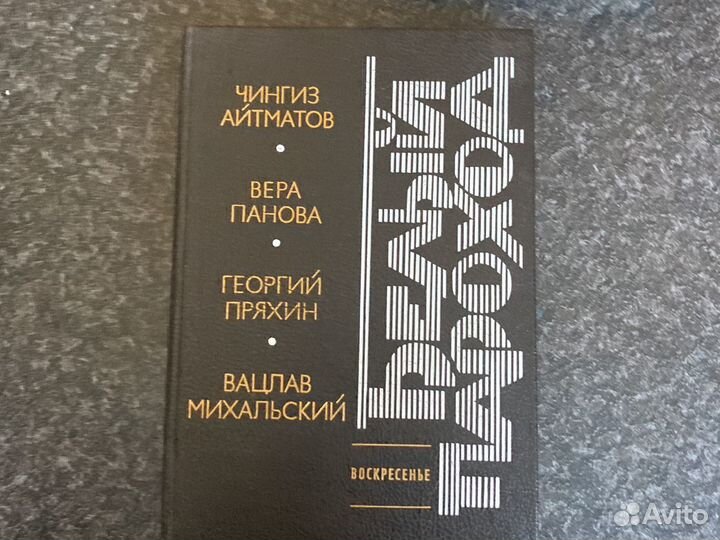 ЧИНГИЗ
АЙТМАТОВ
ВЕРА
ПАНОВА
ГЕОРГИЙ
ПРЯХИН
ВАЦЛАВ
МИХАЛЬСКИЙ
БЕЛЫЙ
ПАРОХОД
ВОСКРЕСЕНЬЕ
Avito